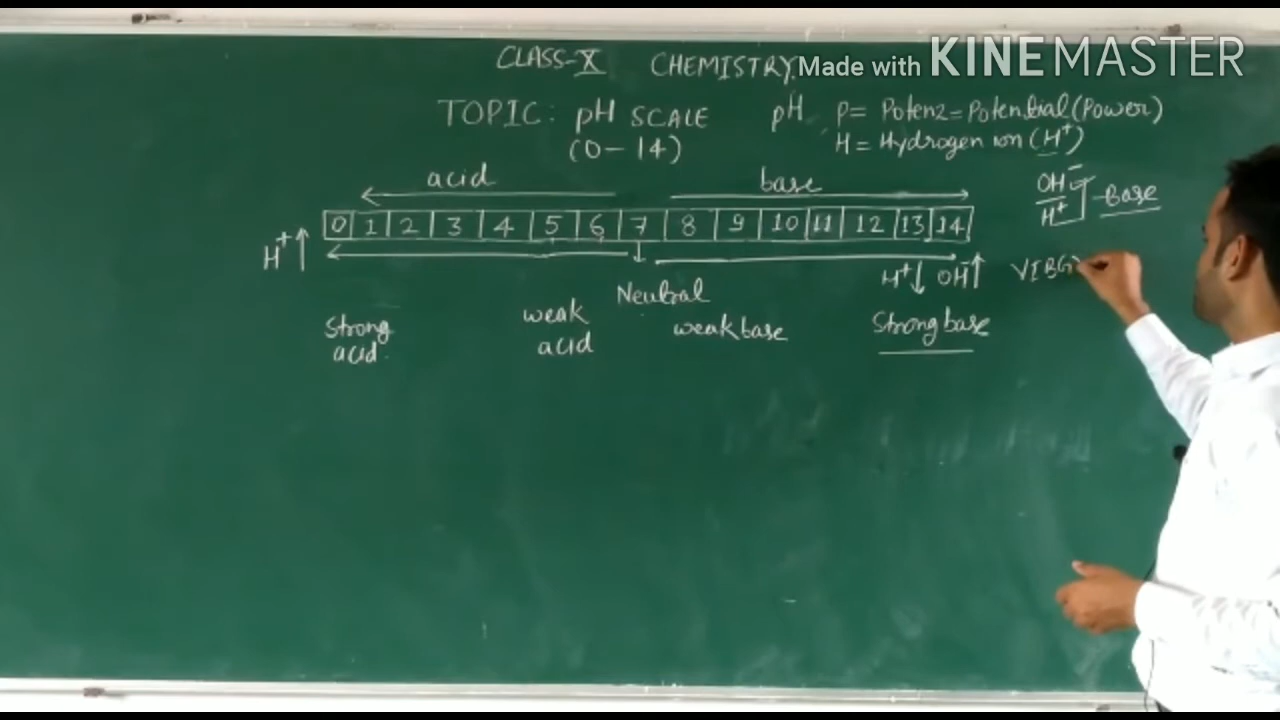 Made with KINEMASTER
CLASS-X CHEMISTRY
TOPIC: pH SCALE
(0-14)
pH P= Potenz=Potential(Power)
H=Hydrogen ion(H⁺)
acid base
0 1 2 3 4 5 6 7 8 9 10 11 12 13 14
H⁺↑
OH⁻
H⁺
-Base
Neutral
H⁺↓ OH⁻↑
VIBG
strong
acid.
weak
acid
weak base
Strong base